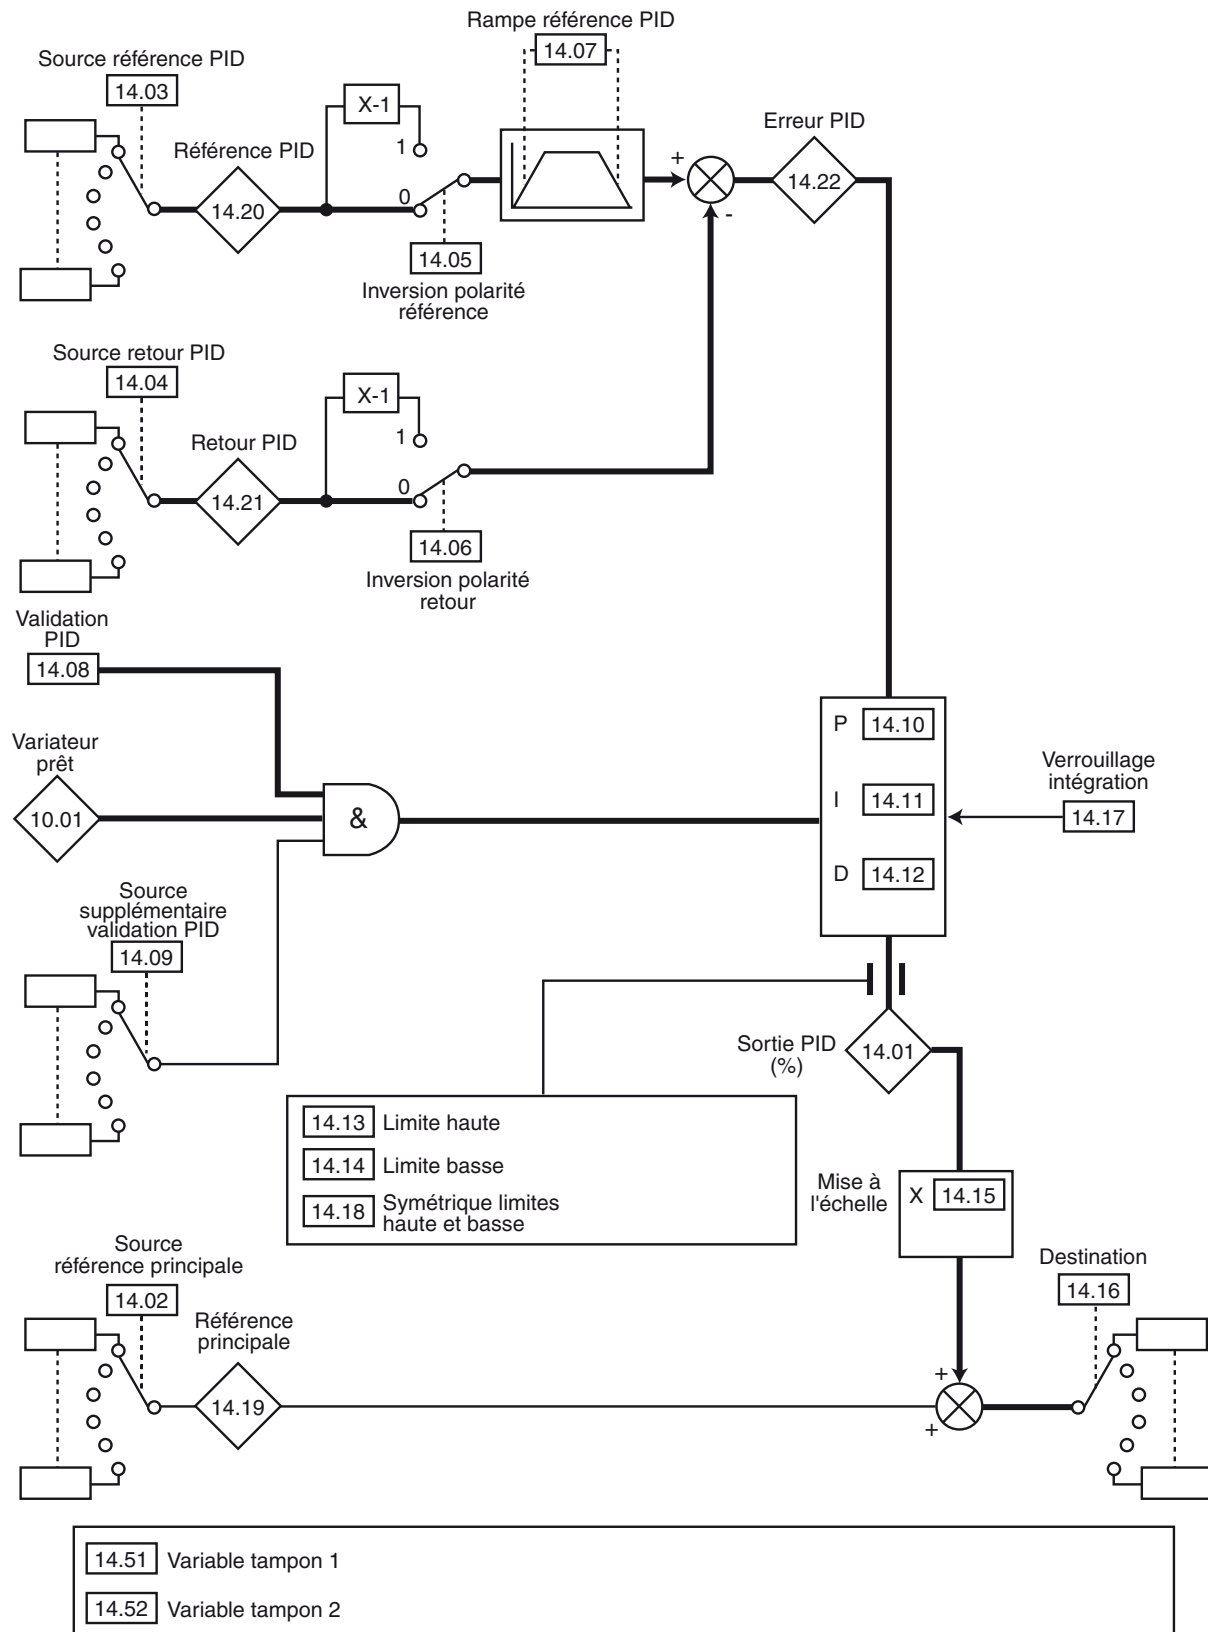 Rampe référence PID
14.07
Source référence PID
14.03
X-1
1
Référence PID
14.20
0
14.05
Inversion polarité
référence
+
-
Erreur PID
14.22
Source retour PID
14.04
X-1
1
Retour PID
14.21
0
14.06
Inversion polarité
retour
Validation
PID
14.08
Variateur
prêt
10.01
&
P 14.10
I 14.11
D 14.12
Verrouillage
intégration
14.17
Source
supplémentaire
validation PID
14.09
Sortie PID
(%)
14.01
14.13 Limite haute
14.14 Limite basse
14.18 Symétrique limites
haute et basse
Mise à
l'échelle
X 14.15
Source
référence principale
14.02
Référence
principale
14.19
+
+
Destination
14.16
14.51 Variable tampon 1
14.52 Variable tampon 2